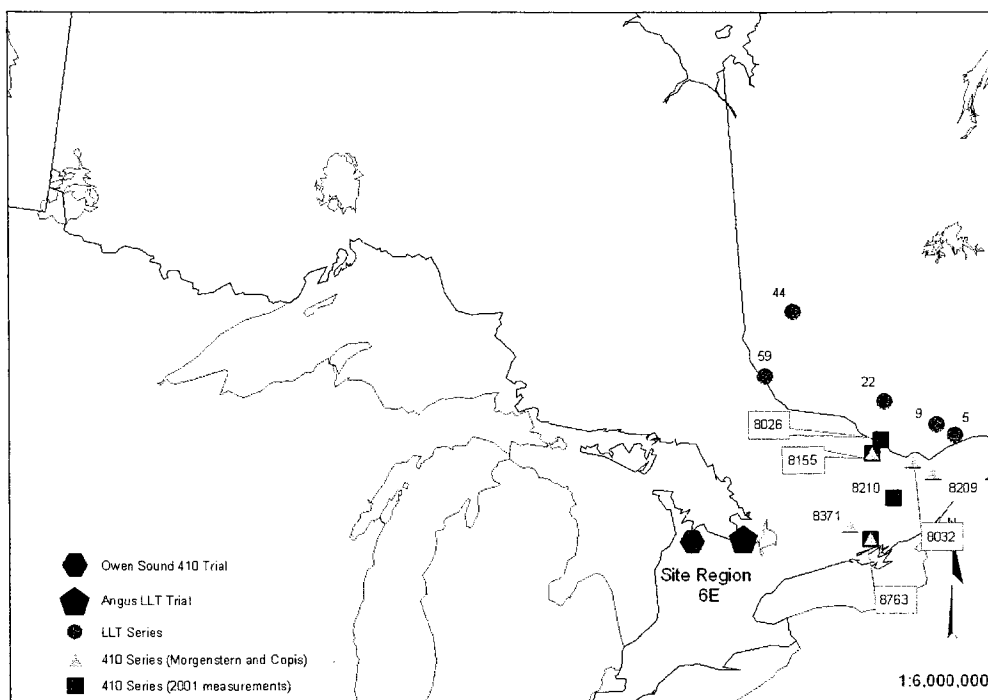 44
59
22
9
5
8026
8155
8210
8209
8371
8032
Site Region
6E
8763
Owen Sound 410 Trial
Angus LLT Trial
LLT Series
410 Series (Morgenstern and Copis)
410 Series (2001 measurements)
1:6,000,000